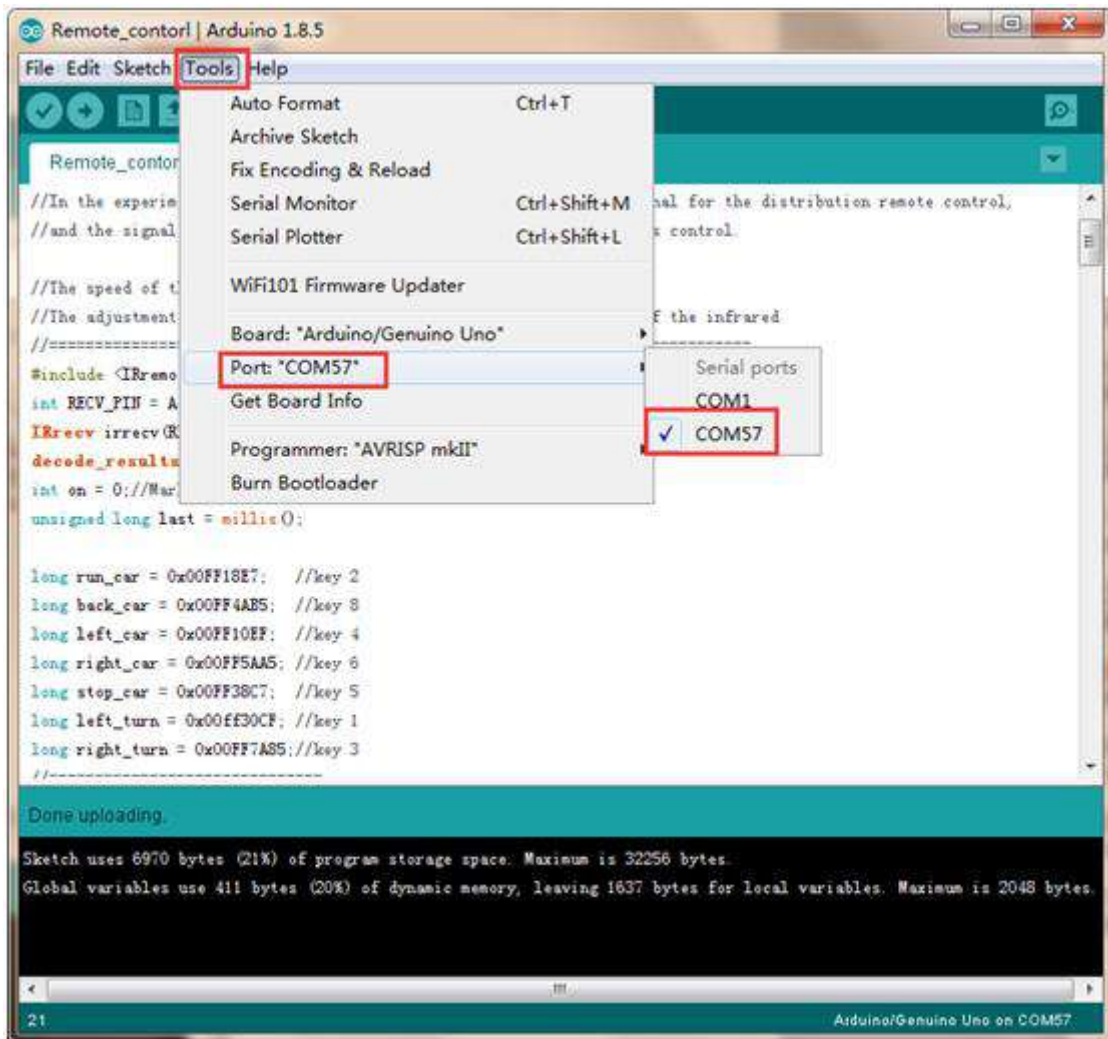 Remote_contorl | Arduino 1.8.5
File Edit Sketch Tools Help
Auto Format Ctrl+T
Archive Sketch
Remote_contor
Fix Encoding & Reload
//In the experim
Serial Monitor Ctrl+Shift+M
nal for the distribution remote control,
//and the signal
Serial Plotter Ctrl+Shift+L
s control.
WiFi101 Firmware Updater
//The speed of t
//The adjustment
f the infrared
Board: "Arduino/Genuino Uno"
//==============
Port: "COM57"
Serial ports
#include <IRremo
Get Board Info
COM1
int RECV_PIN = A
COM57
IRrecv irrecv(R
Programmer: "AVRISP mkII"
decode_results
Burn Bootloader
int on = 0;//Mar
unsigned long last = millis();
long run_car = 0x00FF18E7; //key 2
long back_car = 0x00FF4AB5; //key 8
long left_car = 0x00FF10EF; //key 4
long right_car = 0x00FF5AA5; //key 6
long stop_car = 0x00FF38C7; //key 5
long left_turn = 0x00ff30CF; //key 1
long right_turn = 0x00FF7A85;//key 3
//------------------------------
Done uploading.
Sketch uses 6970 bytes (21%) of program storage space. Maximum is 32256 bytes.
Global variables use 411 bytes (20%) of dynamic memory, leaving 1637 bytes for local variables. Maximum is 2048 bytes.
21 Arduino/Genuino Uno on COM57